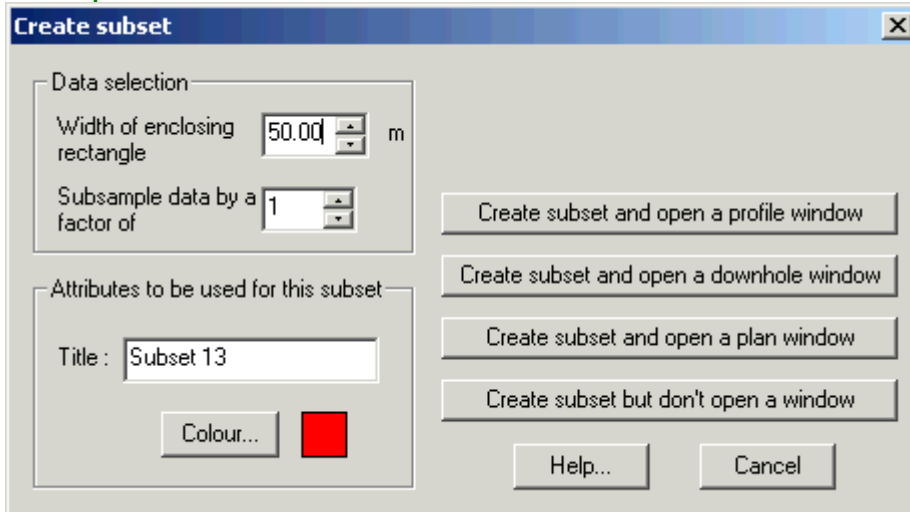 Create subset
Data selection
Width of enclosing
rectangle
50.00
m
Subsample data by a
factor of
1
Attributes to be used for this subset
Title :
Subset 13
Colour...
Create subset and open a profile window
Create subset and open a downhole window
Create subset and open a plan window
Create subset but don't open a window
Help...
Cancel